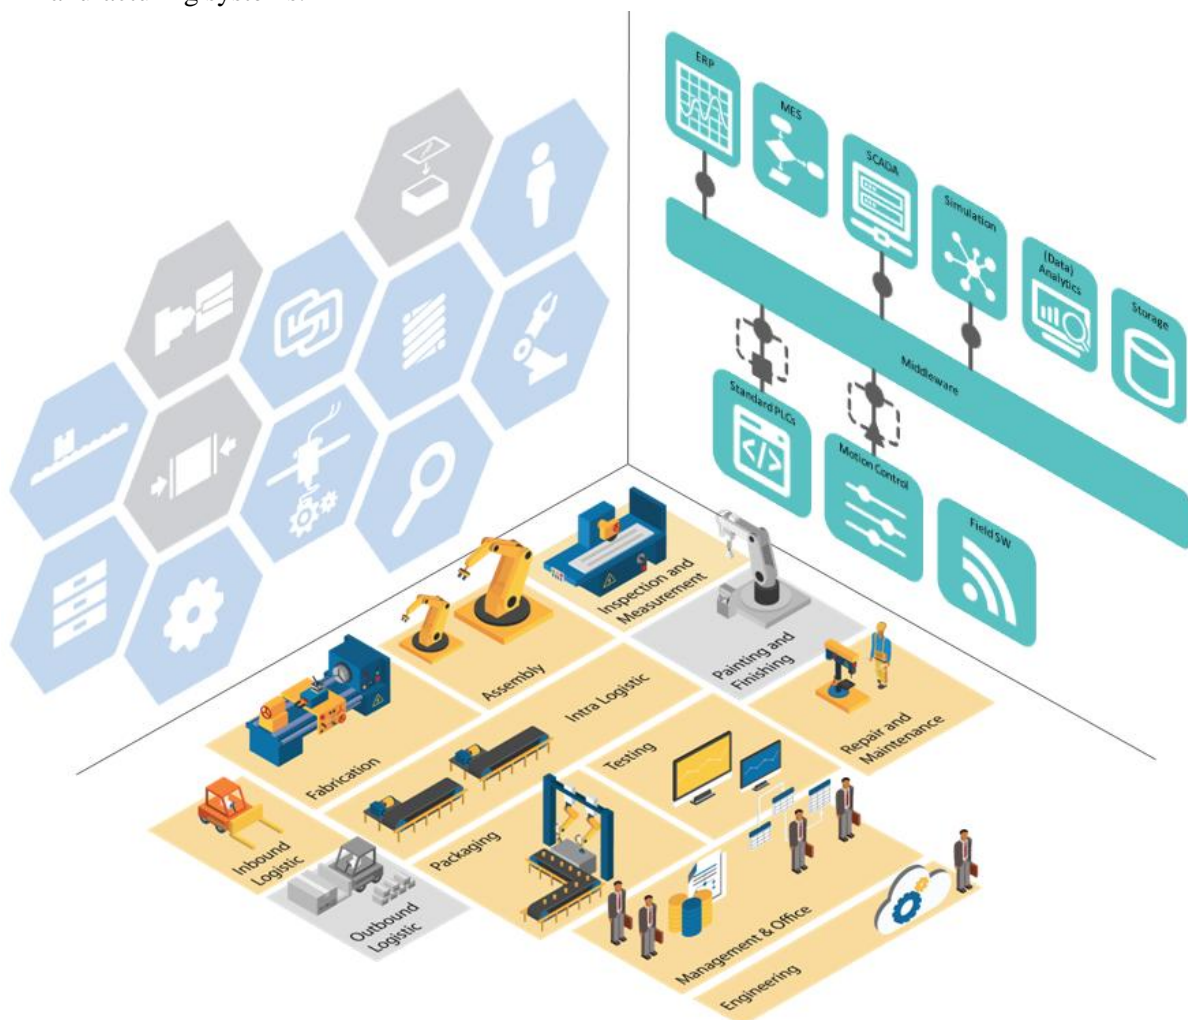 ERP
MES
SCADA
Simulation
(Data)
Analytics
Storage
Middleware
Standard PLCs
</>
Motion Control
Field SW
Inspection and
Measurement
Painting and
Finishing
Assembly
Intra Logistic
Repair and
Maintenance
Testing
Fabrication
Packaging
Inbound
Logistic
Outbound
Logistic
Management & Office
Engineering